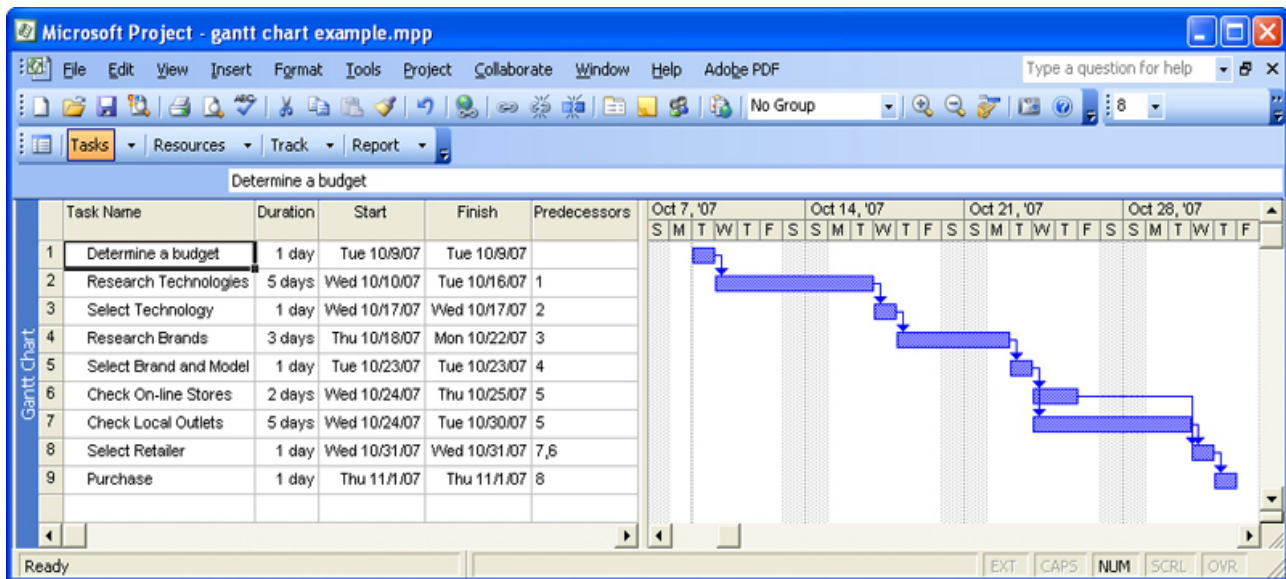 Microsoft Project - gantt chart example.mpp
File Edit View Insert Format Tools Project Collaborate Window Help Adobe PDF Type a question for help
No Group 8
Tasks Resources Track Report
Determine a budget
Task Name Duration Start Finish Predecessors Oct 7, '07 Oct 14, '07 Oct 21, '07 Oct 28, '07
S M T W T F S S M T W T F S S M T W T F S S M T W T F
1 Determine a budget 1 day Tue 10/9/07 Tue 10/9/07
2 Research Technologies 5 days Wed 10/10/07 Tue 10/16/07 1
3 Select Technology 1 day Wed 10/17/07 Wed 10/17/07 2
4 Research Brands 3 days Thu 10/18/07 Mon 10/22/07 3
5 Select Brand and Model 1 day Tue 10/23/07 Tue 10/23/07 4
6 Check On-line Stores 2 days Wed 10/24/07 Thu 10/25/07 5
7 Check Local Outlets 5 days Wed 10/24/07 Tue 10/30/07 5
8 Select Retailer 1 day Wed 10/31/07 Wed 10/31/07 7,6
9 Purchase 1 day Thu 11/1/07 Thu 11/1/07 8
Gantt Chart
Ready EXT CAPS NUM SCRL OVR